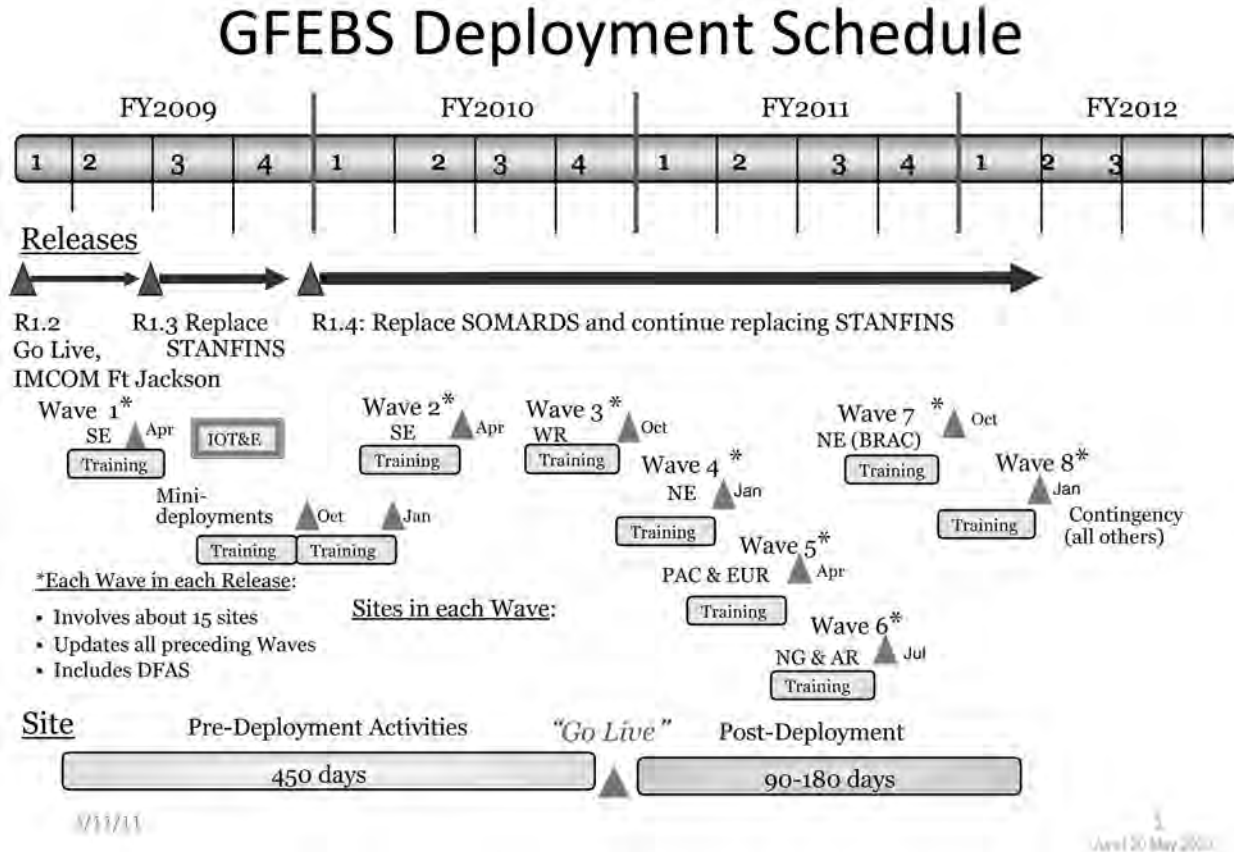 GFEBS Deployment Schedule
FY2009 FY2010 FY2011 FY2012
1 2 3 4 1 2 3 4 1 2 3 4 1 2 3
Releases
R1.2
Go Live,
IMCOM Ft Jackson
R1.3 Replace
STANFINS
R1.4: Replace SOMARDS and continue replacing STANFINS
Wave 1*
SE
Apr
Training
IOT&E
Mini-
deployments
Oct
Jan
Training
Training
Wave 2*
SE
Apr
Training
Wave 3*
WR
Oct
Training
Wave 4*
NE
Jan
Training
Wave 5*
PAC & EUR
Apr
Training
Wave 6*
NG & AR
Jul
Training
Wave 7 *
NE (BRAC)
Oct
Training
Wave 8*
Jan
Training
Contingency
(all others)
*Each Wave in each Release:
• Involves about 15 sites
• Updates all preceding Waves
• Includes DFAS
Sites in each Wave:
Site
Pre-Deployment Activities
"Go Live"
Post-Deployment
450 days
90-180 days